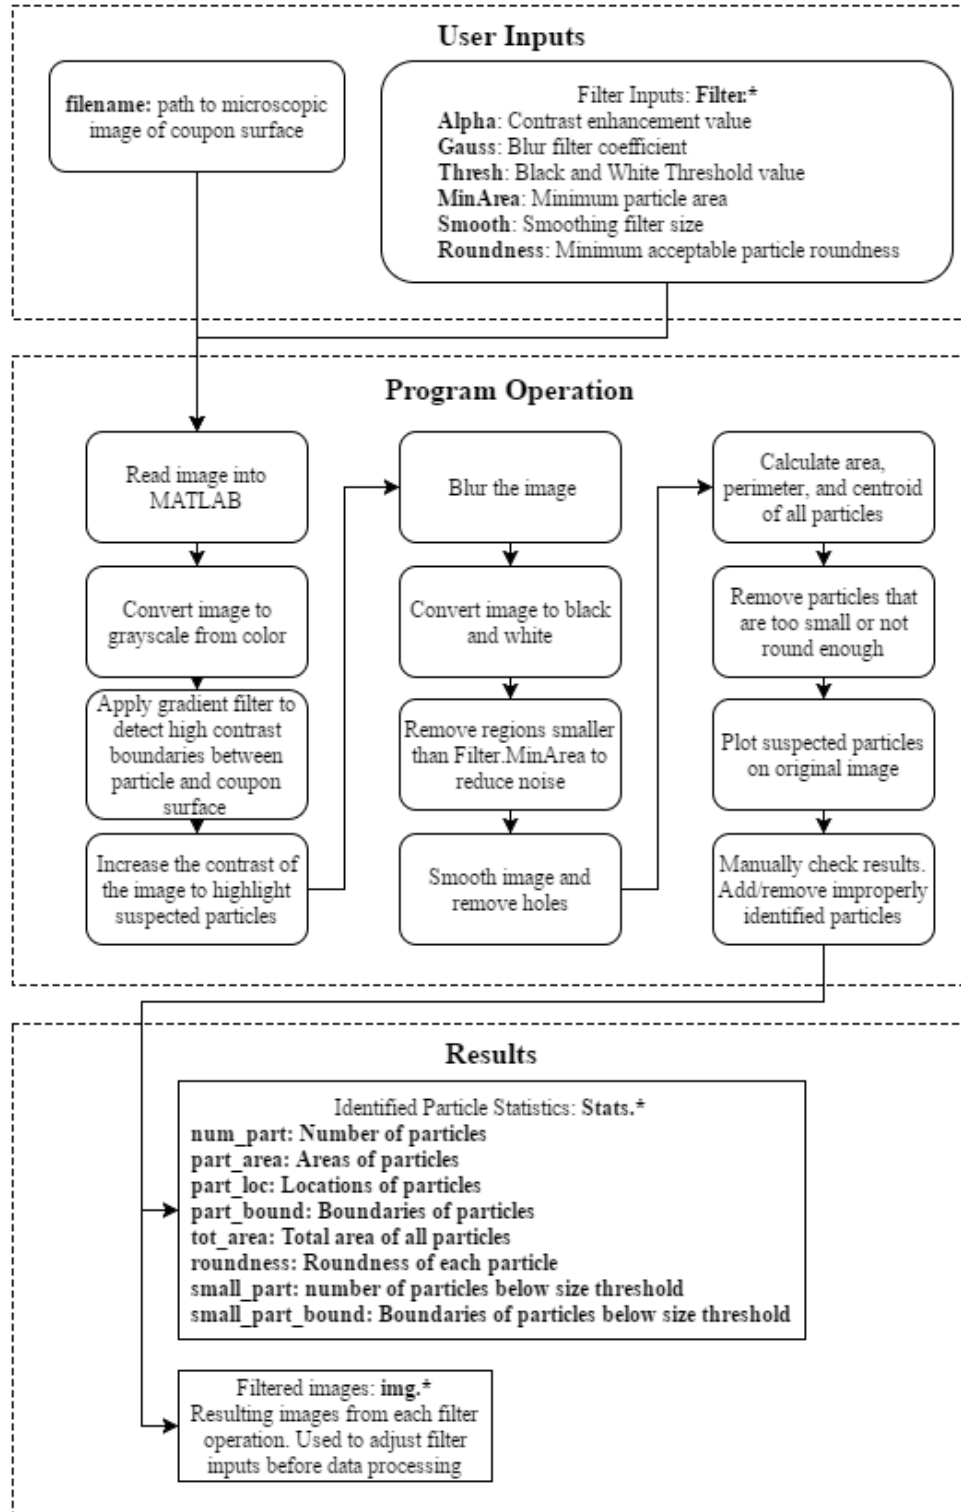 User Inputs
filename: path to microscopic
image of coupon surface
Filter Inputs: Filter.*
Alpha: Contrast enhancement value
Gauss: Blur filter coefficient
Thresh: Black and White Threshold value
MinArea: Minimum particle area
Smooth: Smoothing filter size
Roundness: Minimum acceptable particle roundness
Program Operation
Read image into
MATLAB
Convert image to
grayscale from color
Apply gradient filter to
detect high contrast
boundaries between
particle and coupon
surface
Increase the contrast of
the image to highlight
suspected particles
Blur the image
Convert image to black
and white
Remove regions smaller
than Filter.MinArea to
reduce noise
Smooth image and
remove holes
Calculate area,
perimeter, and centroid
of all particles
Remove particles that
are too small or not
round enough
Plot suspected particles
on original image
Manually check results.
Add/remove improperly
identified particles
Results
Identified Particle Statistics: Stats.*
num_part: Number of particles
part_area: Areas of particles
part_loc: Locations of particles
part_bound: Boundaries of particles
tot_area: Total area of all particles
roundness: Roundness of each particle
small_part: number of particles below size threshold
small_part_bound: Boundaries of particles below size threshold
Filtered images: img.*
Resulting images from each filter
operation. Used to adjust filter
inputs before data processing